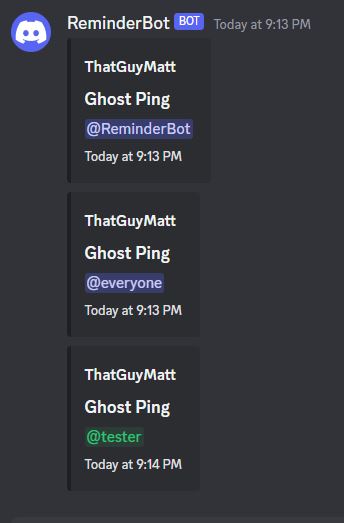 ReminderBot BOT Today at 9:13 PM
ThatGuyMatt
Ghost Ping
@ReminderBot
Today at 9:13 PM
ThatGuyMatt
Ghost Ping
@everyone
Today at 9:13 PM
ThatGuyMatt
Ghost Ping
@tester
Today at 9:14 PM